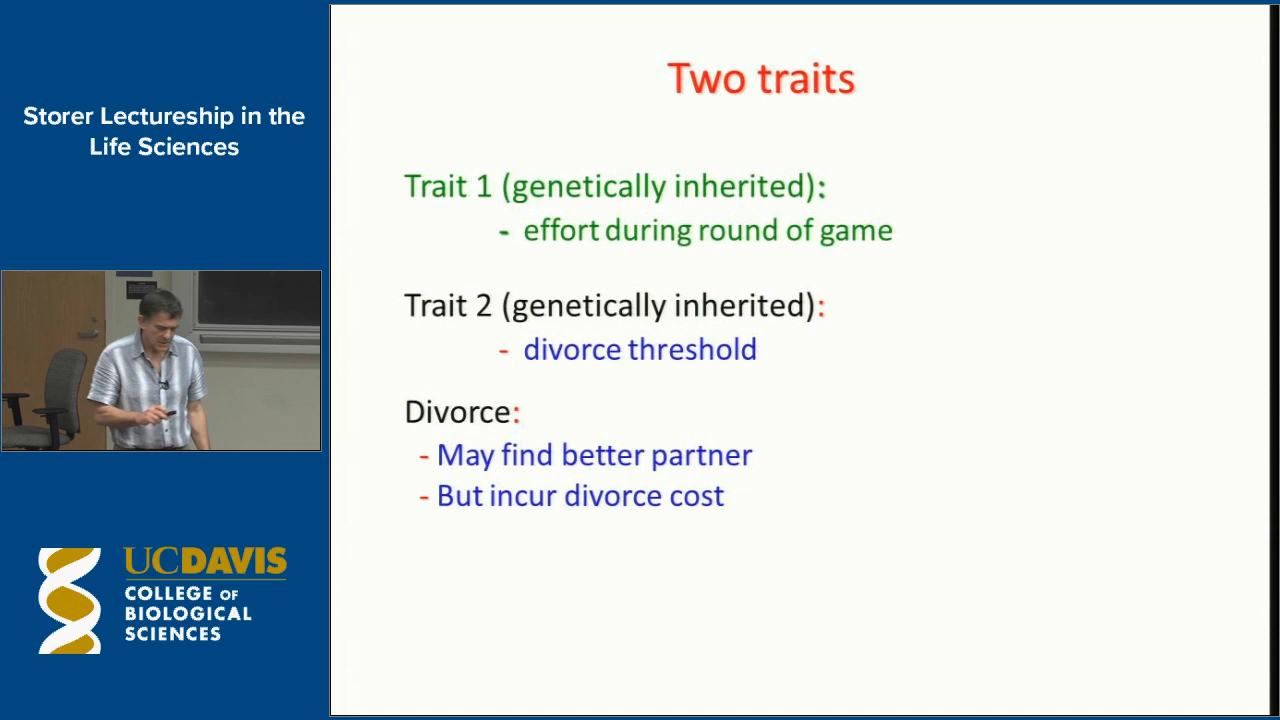 Storer Lectureship in the
Life Sciences
UCDAVIS
COLLEGE OF
BIOLOGICAL
SCIENCES
Two traits
Trait 1 (genetically inherited):
- effort during round of game
Trait 2 (genetically inherited):
- divorce threshold
Divorce:
- May find better partner
- But incur divorce cost